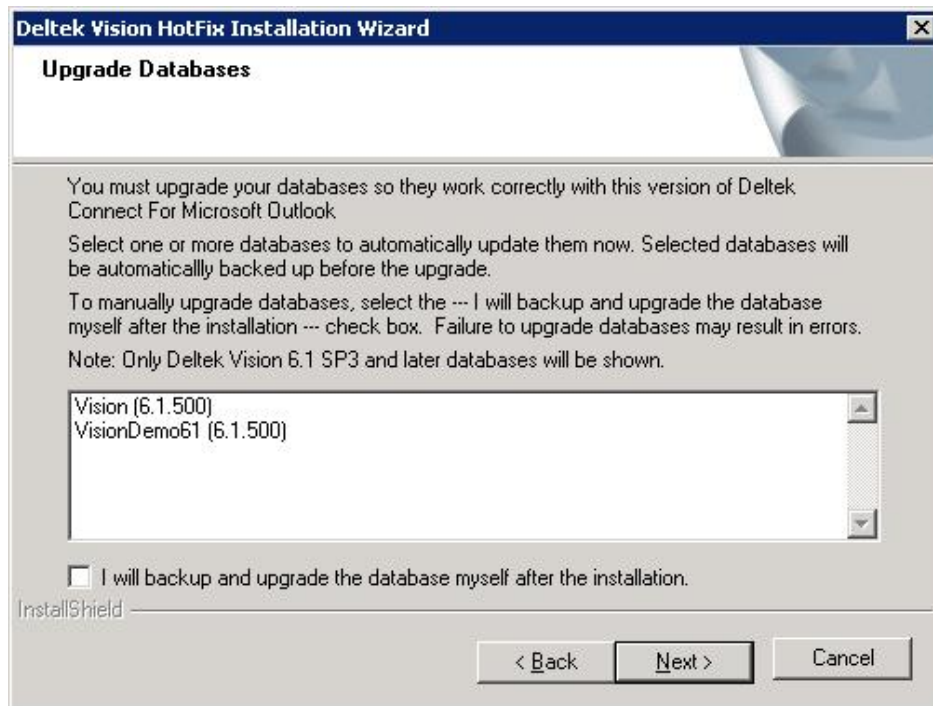 Deltek Vision HotFix Installation Wizard
Upgrade Databases
You must upgrade your databases so they work correctly with this version of Deltek
Connect For Microsoft Outlook
Select one or more databases to automatically update them now. Selected databases will
be automaticallly backed up before the upgrade.
To manually upgrade databases, select the --- I will backup and upgrade the database
myself after the installation --- check box.  Failure to upgrade databases may result in errors.
Note: Only Deltek Vision 6.1 SP3 and later databases will be shown.
Vision (6.1.500)
VisionDemo61 (6.1.500)
I will backup and upgrade the database myself after the installation.
InstallShield
< Back
Next >
Cancel